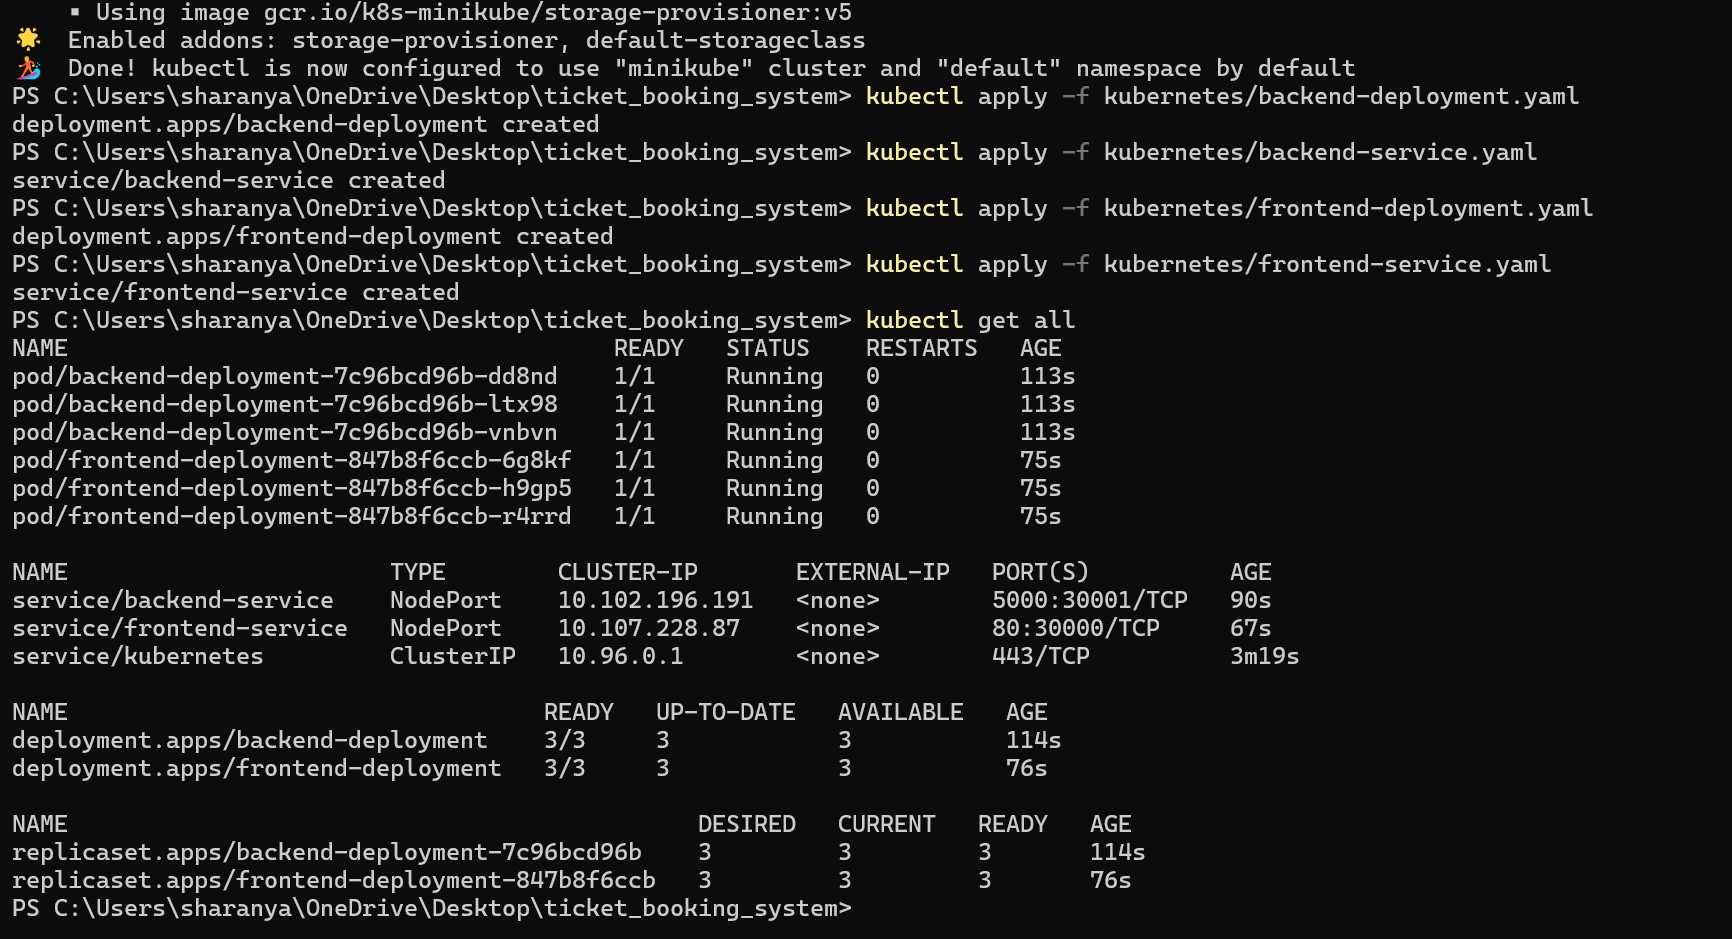 ▪ Using image gcr.io/k8s-minikube/storage-provisioner:v5
🌟  Enabled addons: storage-provisioner, default-storageclass
🏄  Done! kubectl is now configured to use "minikube" cluster and "default" namespace by default
PS C:\Users\sharanya\OneDrive\Desktop\ticket_booking_system> kubectl apply -f kubernetes/backend-deployment.yaml
deployment.apps/backend-deployment created
PS C:\Users\sharanya\OneDrive\Desktop\ticket_booking_system> kubectl apply -f kubernetes/backend-service.yaml
service/backend-service created
PS C:\Users\sharanya\OneDrive\Desktop\ticket_booking_system> kubectl apply -f kubernetes/frontend-deployment.yaml
deployment.apps/frontend-deployment created
PS C:\Users\sharanya\OneDrive\Desktop\ticket_booking_system> kubectl apply -f kubernetes/frontend-service.yaml
service/frontend-service created
PS C:\Users\sharanya\OneDrive\Desktop\ticket_booking_system> kubectl get all
NAME                                       READY   STATUS    RESTARTS   AGE
pod/backend-deployment-7c96bcd96b-dd8nd    1/1     Running   0          113s
pod/backend-deployment-7c96bcd96b-ltx98    1/1     Running   0          113s
pod/backend-deployment-7c96bcd96b-vnbvn    1/1     Running   0          113s
pod/frontend-deployment-847b8f6ccb-6g8kf   1/1     Running   0          75s
pod/frontend-deployment-847b8f6ccb-h9gp5   1/1     Running   0          75s
pod/frontend-deployment-847b8f6ccb-r4rrd   1/1     Running   0          75s

NAME                       TYPE        CLUSTER-IP       EXTERNAL-IP   PORT(S)          AGE
service/backend-service    NodePort    10.102.196.191   <none>        5000:30001/TCP   90s
service/frontend-service   NodePort    10.107.228.87    <none>        80:30000/TCP     67s
service/kubernetes         ClusterIP   10.96.0.1        <none>        443/TCP          3m19s

NAME                                  READY   UP-TO-DATE   AVAILABLE   AGE
deployment.apps/backend-deployment    3/3     3            3           114s
deployment.apps/frontend-deployment   3/3     3            3           76s

NAME                                             DESIRED   CURRENT   READY   AGE
replicaset.apps/backend-deployment-7c96bcd96b    3         3         3       114s
replicaset.apps/frontend-deployment-847b8f6ccb   3         3         3       76s
PS C:\Users\sharanya\OneDrive\Desktop\ticket_booking_system>